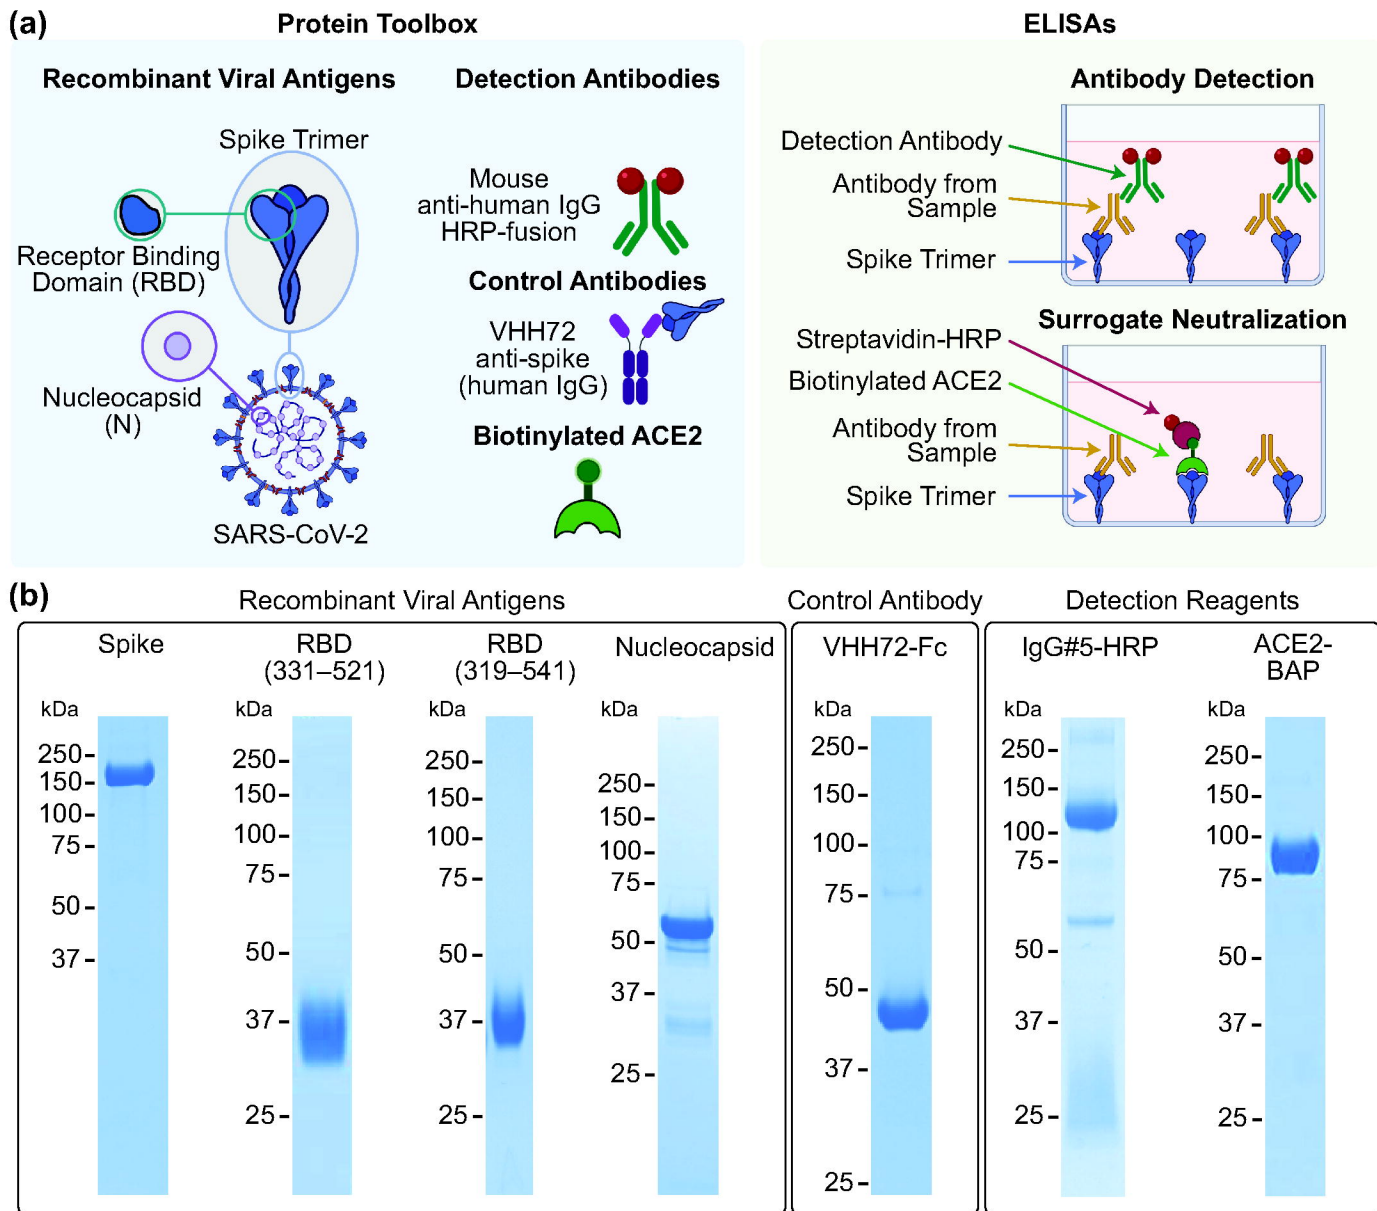 (a)
Protein Toolbox
Recombinant Viral Antigens
Spike Trimer
Receptor Binding
Domain (RBD)
Nucleocapsid
(N)
SARS-CoV-2
Detection Antibodies
Mouse
anti-human IgG
HRP-fusion
Control Antibodies
VHH72
anti-spike
(human IgG)
Biotinylated ACE2
ELISAs
Antibody Detection
Detection Antibody
Antibody from
Sample
Spike Trimer
Surrogate Neutralization
Streptavidin-HRP
Biotinylated ACE2
Antibody from
Sample
Spike Trimer
(b)
Recombinant Viral Antigens
Spike
kDa
250-
150-
100-
75-
50-
37-
RBD
(331–521)
kDa
250-
150-
100-
75-
50-
37-
25-
RBD
(319–541)
kDa
250-
150-
100-
75-
50-
37-
25-
Nucleocapsid
kDa
250-
150-
100-
75-
50-
37-
25-
Control Antibody
VHH72-Fc
kDa
250-
150-
100-
75-
50-
37-
25-
Detection Reagents
IgG#5-HRP
kDa
250-
150-
100-
75-
50-
37-
25-
ACE2-
BAP
kDa
250-
150-
100-
75-
50-
37-
25-